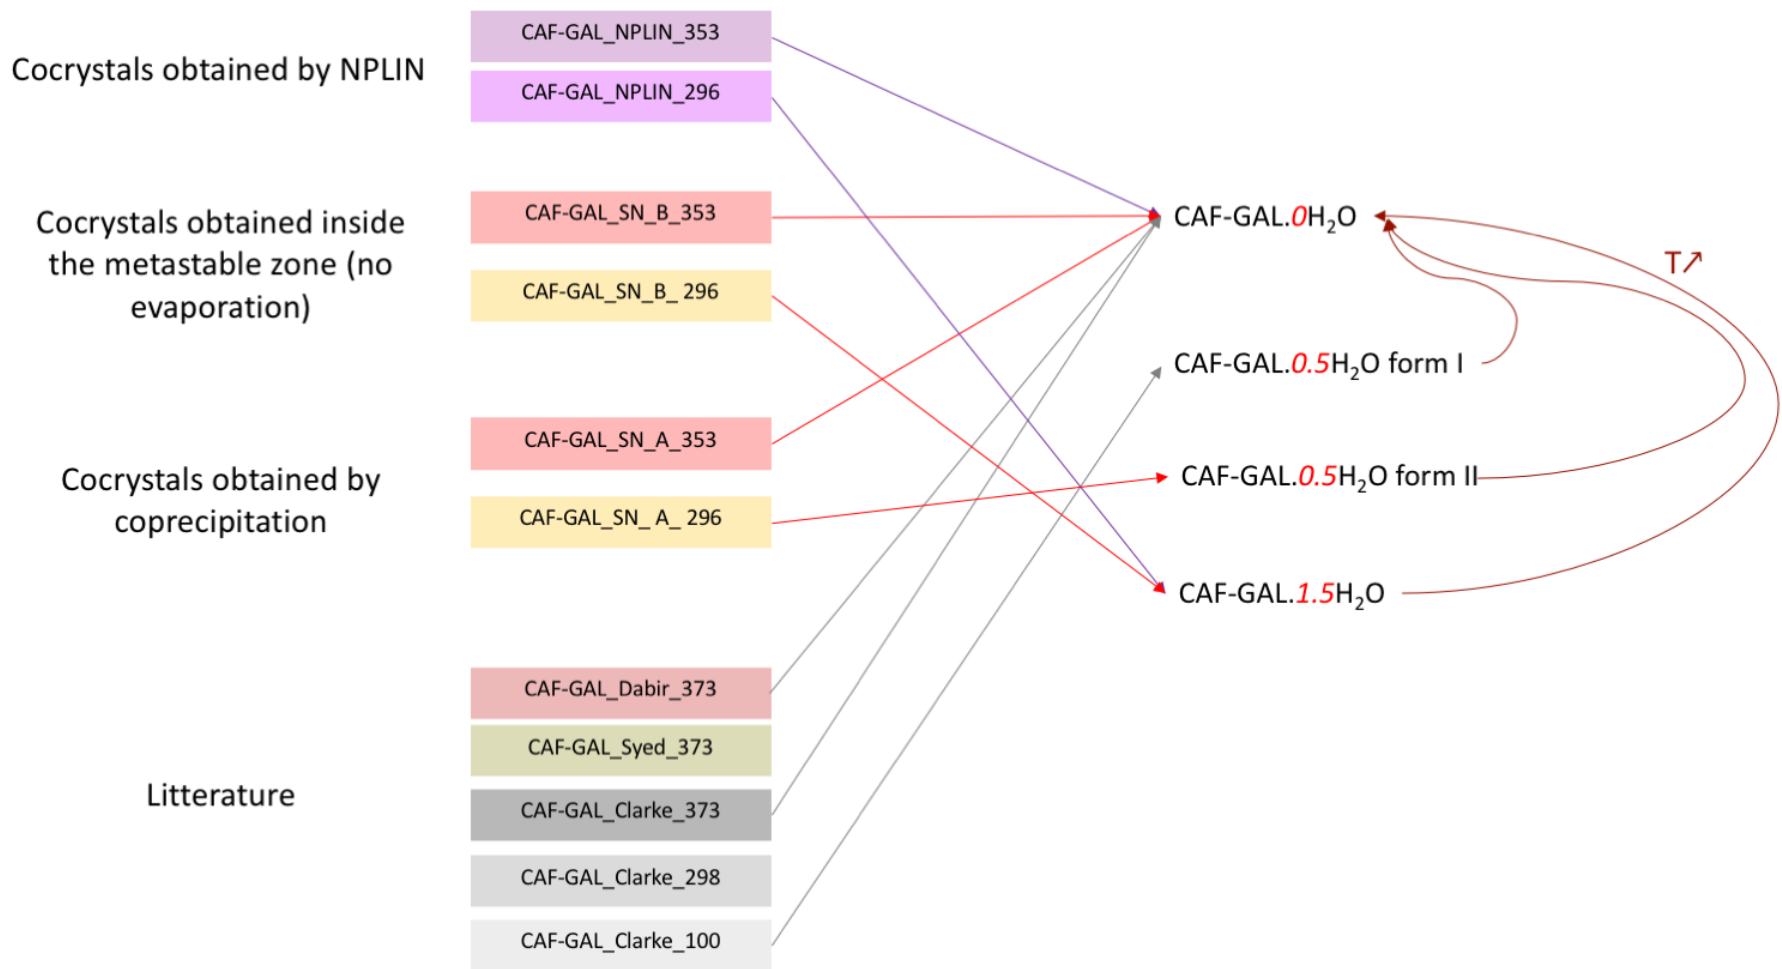 Cocrystals obtained by NPLIN
CAF-GAL_NPLIN_353
CAF-GAL_NPLIN_296
Cocrystals obtained inside
the metastable zone (no
evaporation)
CAF-GAL_SN_B_353
CAF-GAL_SN_B_ 296
Cocrystals obtained by
coprecipitation
CAF-GAL_SN_A_353
CAF-GAL_SN_ A_ 296
Litterature
CAF-GAL_Dabir_373
CAF-GAL_Syed_373
CAF-GAL_Clarke_373
CAF-GAL_Clarke_298
CAF-GAL_Clarke_100
CAF-GAL.0H₂O
CAF-GAL.0.5H₂O form I
CAF-GAL.0.5H₂O form II
CAF-GAL.1.5H₂O
T↗